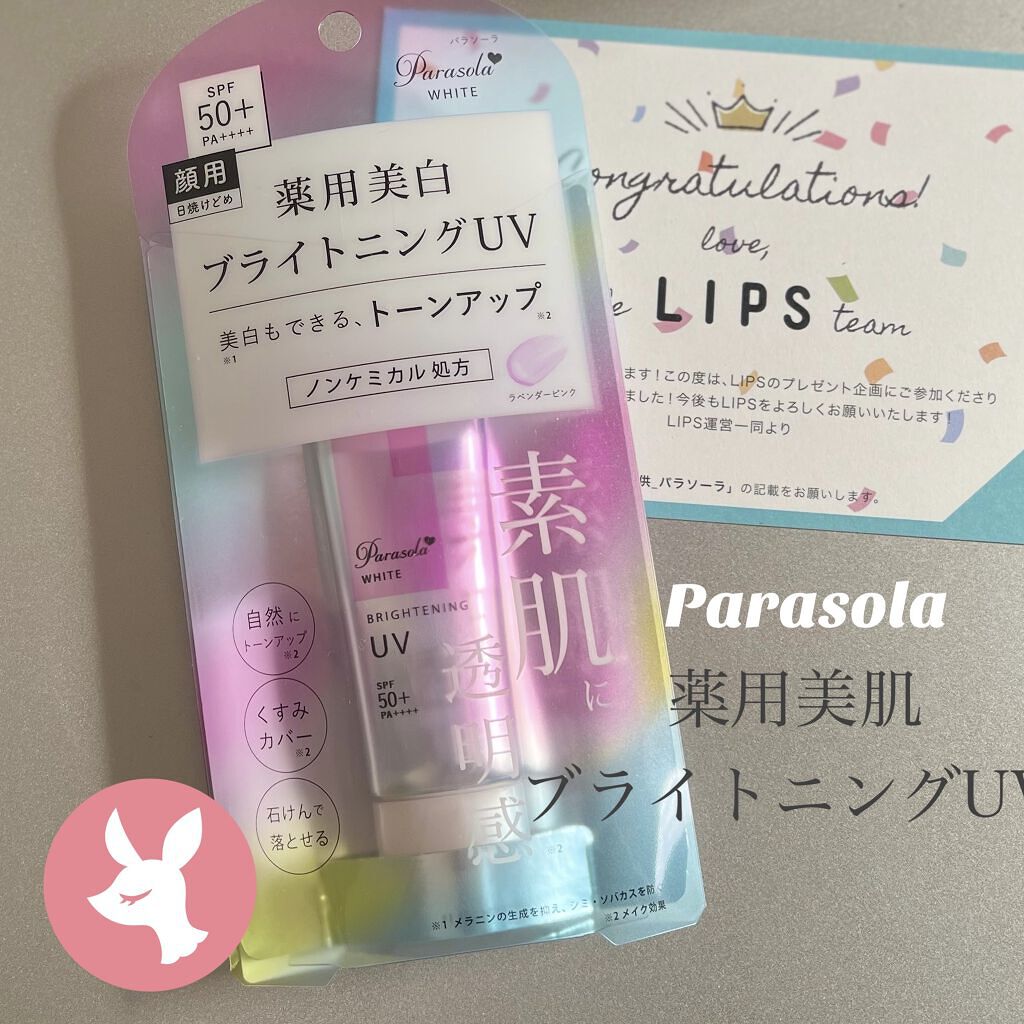 パラソーラ
Parasola
WHITE
SPF
50+
PA++++
顔用
日焼けどめ
薬用美白
ブライトニングUV
美白もできる、トーンアップ
※1
※2
ノンケミカル処方
ラベンダーピンク
素肌に
透明感
※2
Parasola
WHITE
BRIGHTENING
UV
SPF
50+
PA++++
自然に
トーンアップ
※2
くすみ
カバー
※2
石けんで
落とせる
※1 メラニンの生成を抑え、シミ・ソバカスを防ぐ
※2 メイク効果
Congratulations!
love,
LIPS team
ます！この度は、LIPSのプレゼント企画にご参加くださり
ました！今後もLIPSをよろしくお願いいたします！
LIPS運営一同より
供_パラソーラ」の記載をお願いします。
Parasola
薬用美肌
ブライトニングUV